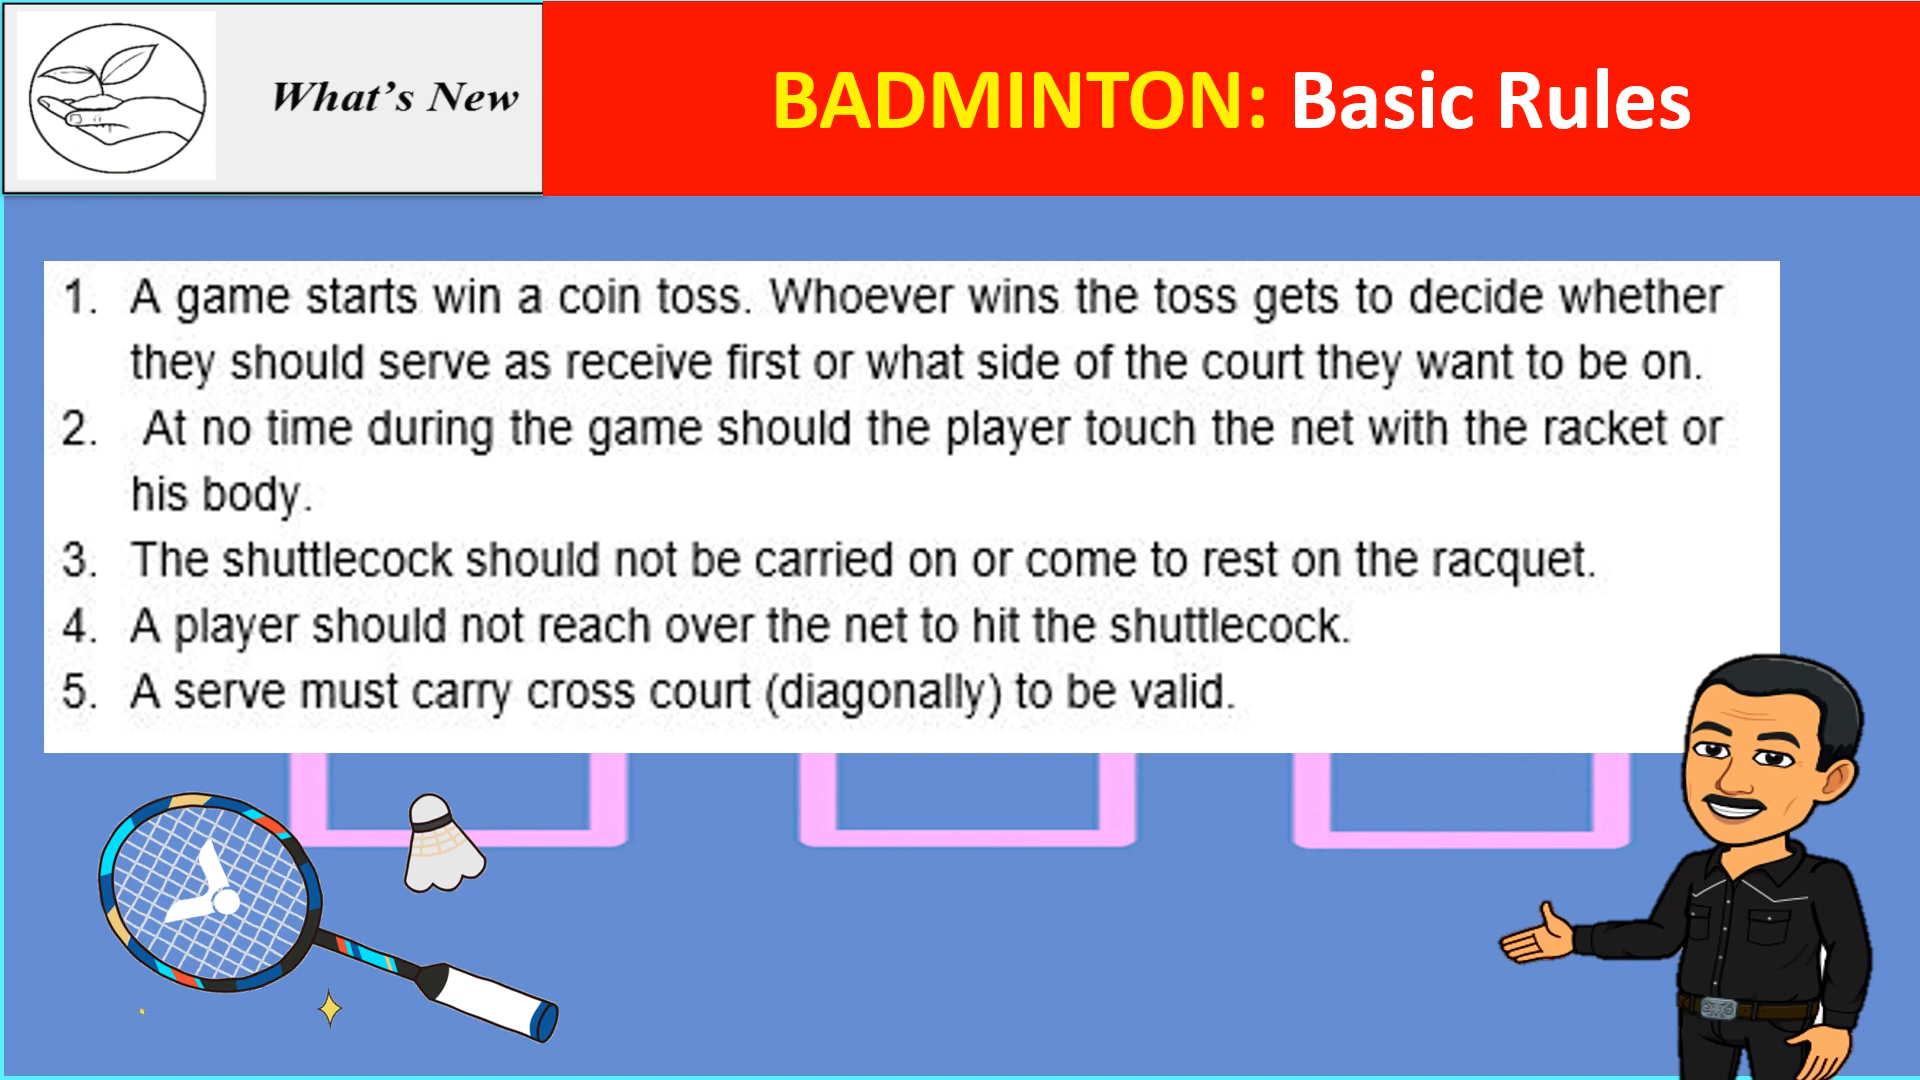 What's New
BADMINTON: Basic Rules
1. A game starts win a coin toss. Whoever wins the toss gets to decide whether
they should serve as receive first or what side of the court they want to be on.
2. At no time during the game should the player touch the net with the racket or
his body.
3. The shuttlecock should not be carried on or come to rest on the racquet.
4. A player should not reach over the net to hit the shuttlecock.
5. A serve must carry cross court (diagonally) to be valid.